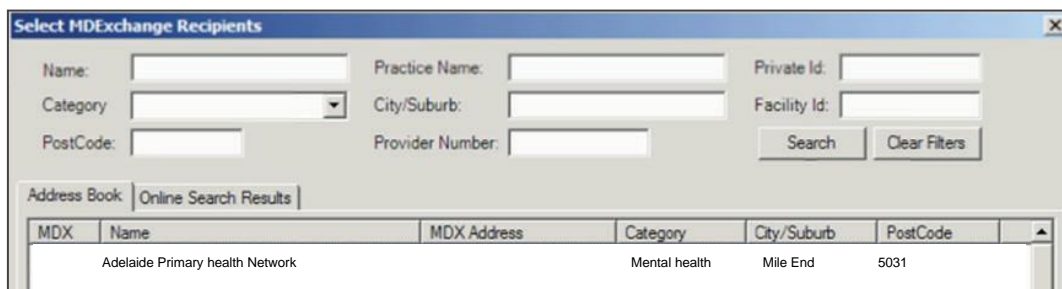 Select MDExchange Recipients x
Name: Practice Name: Private Id:
Category City/Suburb: Facility Id:
PostCode: Provider Number: Search Clear Filters
Address Book Online Search Results
MDX Name MDX Address Category City/Suburb PostCode
Adelaide Primary health Network Mental health Mile End 5031